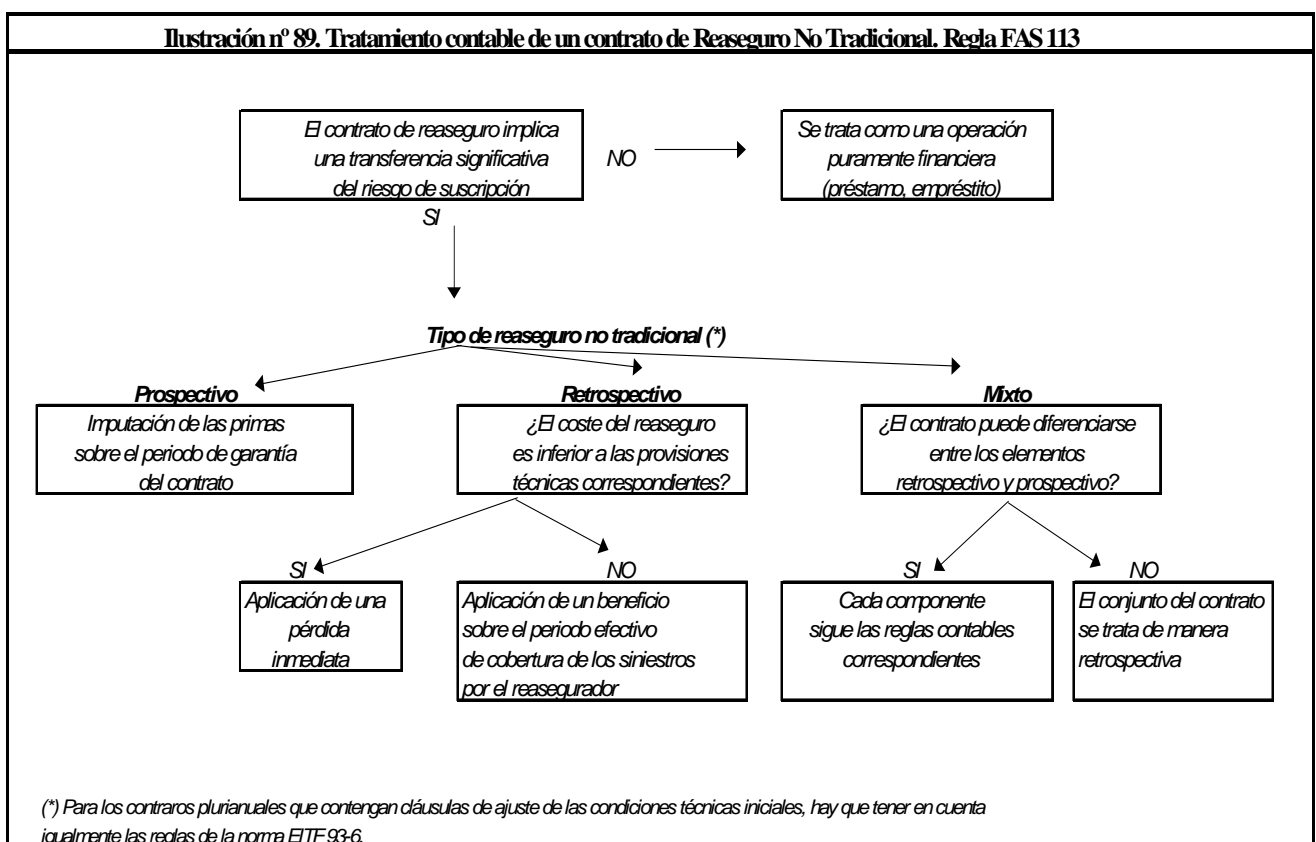 Ilustración nº 89. Tratamiento contable de un contrato de Reaseguro No Tradicional. Regla FAS 113
El contrato de reaseguro implica
una transferencia significativa
del riesgo de suscripción
NO
Se trata como una operación
puramente financiera
(préstamo, empréstito)
SI
Tipo de reaseguro no tradicional (*)
Prospectivo
Imputación de las primas
sobre el periodo de garantía
del contrato
Retrospectivo
¿El coste del reaseguro
es inferior a las provisiones
técnicas correspondientes?
Mixto
¿El contrato puede diferenciarse
entre los elementos
retrospectivo y prospectivo?
SI
Aplicación de una
pérdida
inmediata
NO
Aplicación de un beneficio
sobre el periodo efectivo
de cobertura de los siniestros
por el reasegurador
SI
Cada componente
sigue las reglas contables
correspondientes
NO
El conjunto del contrato
se trata de manera
retrospectiva
(*) Para los contraros plurianuales que contengan cláusulas de ajuste de las condiciones técnicas iniciales, hay que tener en cuenta
igualmente las reglas de la norma EITF 93-6.